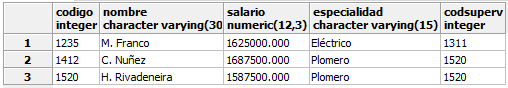 codigo nombre salario especialidad codsuperv
integer character varying(30 numeric(12,3) character varying(15) integer
1 1235 M. Franco 1625000.000 Eléctrico 1311
2 1412 C. Nuñez 1687500.000 Plomero 1520
3 1520 H. Rivadeneira 1587500.000 Plomero 1520